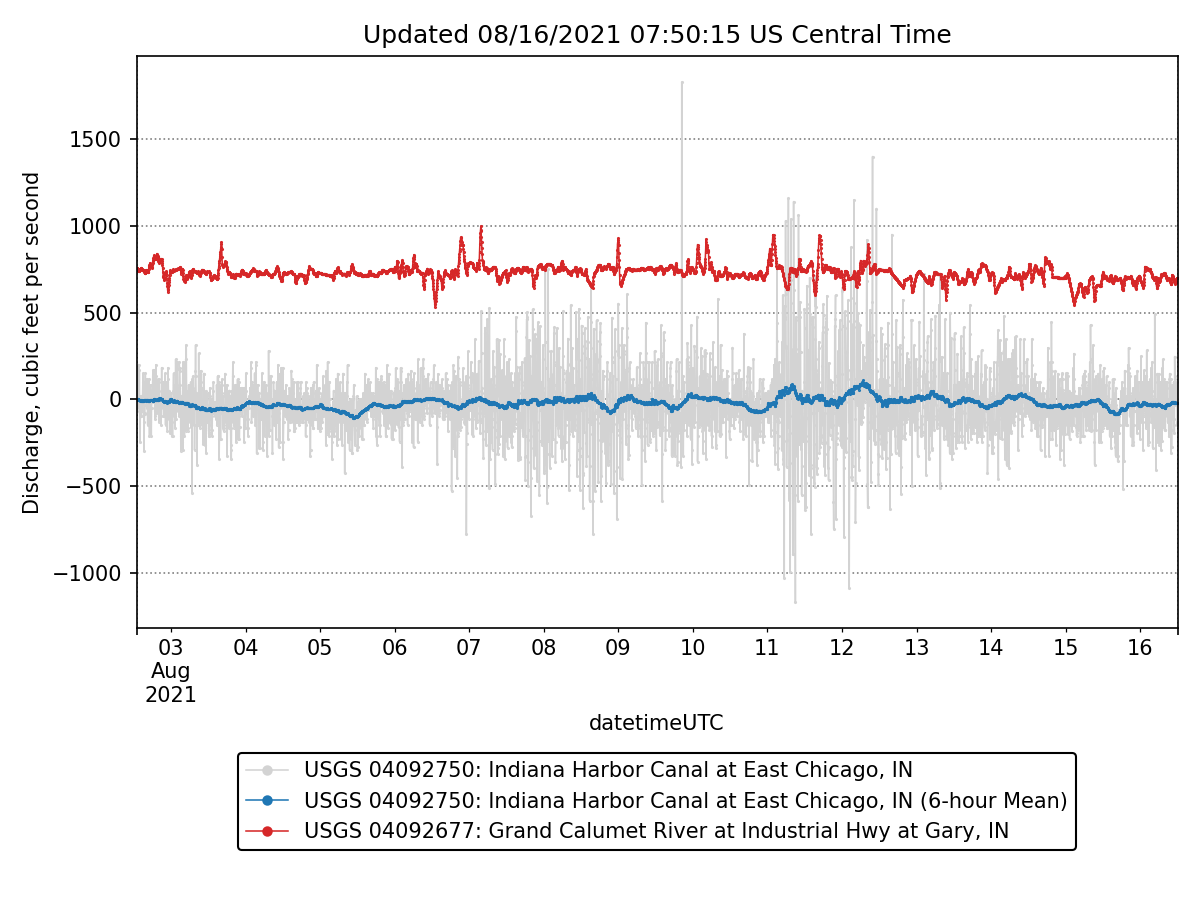 Updated 08/16/2021 07:50:15 US Central Time
Discharge, cubic feet per second
1500
1000
500
0
−500
−1000
03 04 05 06 07 08 09 10 11 12 13 14 15 16
Aug
2021
datetimeUTC
USGS 04092750: Indiana Harbor Canal at East Chicago, IN
USGS 04092750: Indiana Harbor Canal at East Chicago, IN (6-hour Mean)
USGS 04092677: Grand Calumet River at Industrial Hwy at Gary, IN